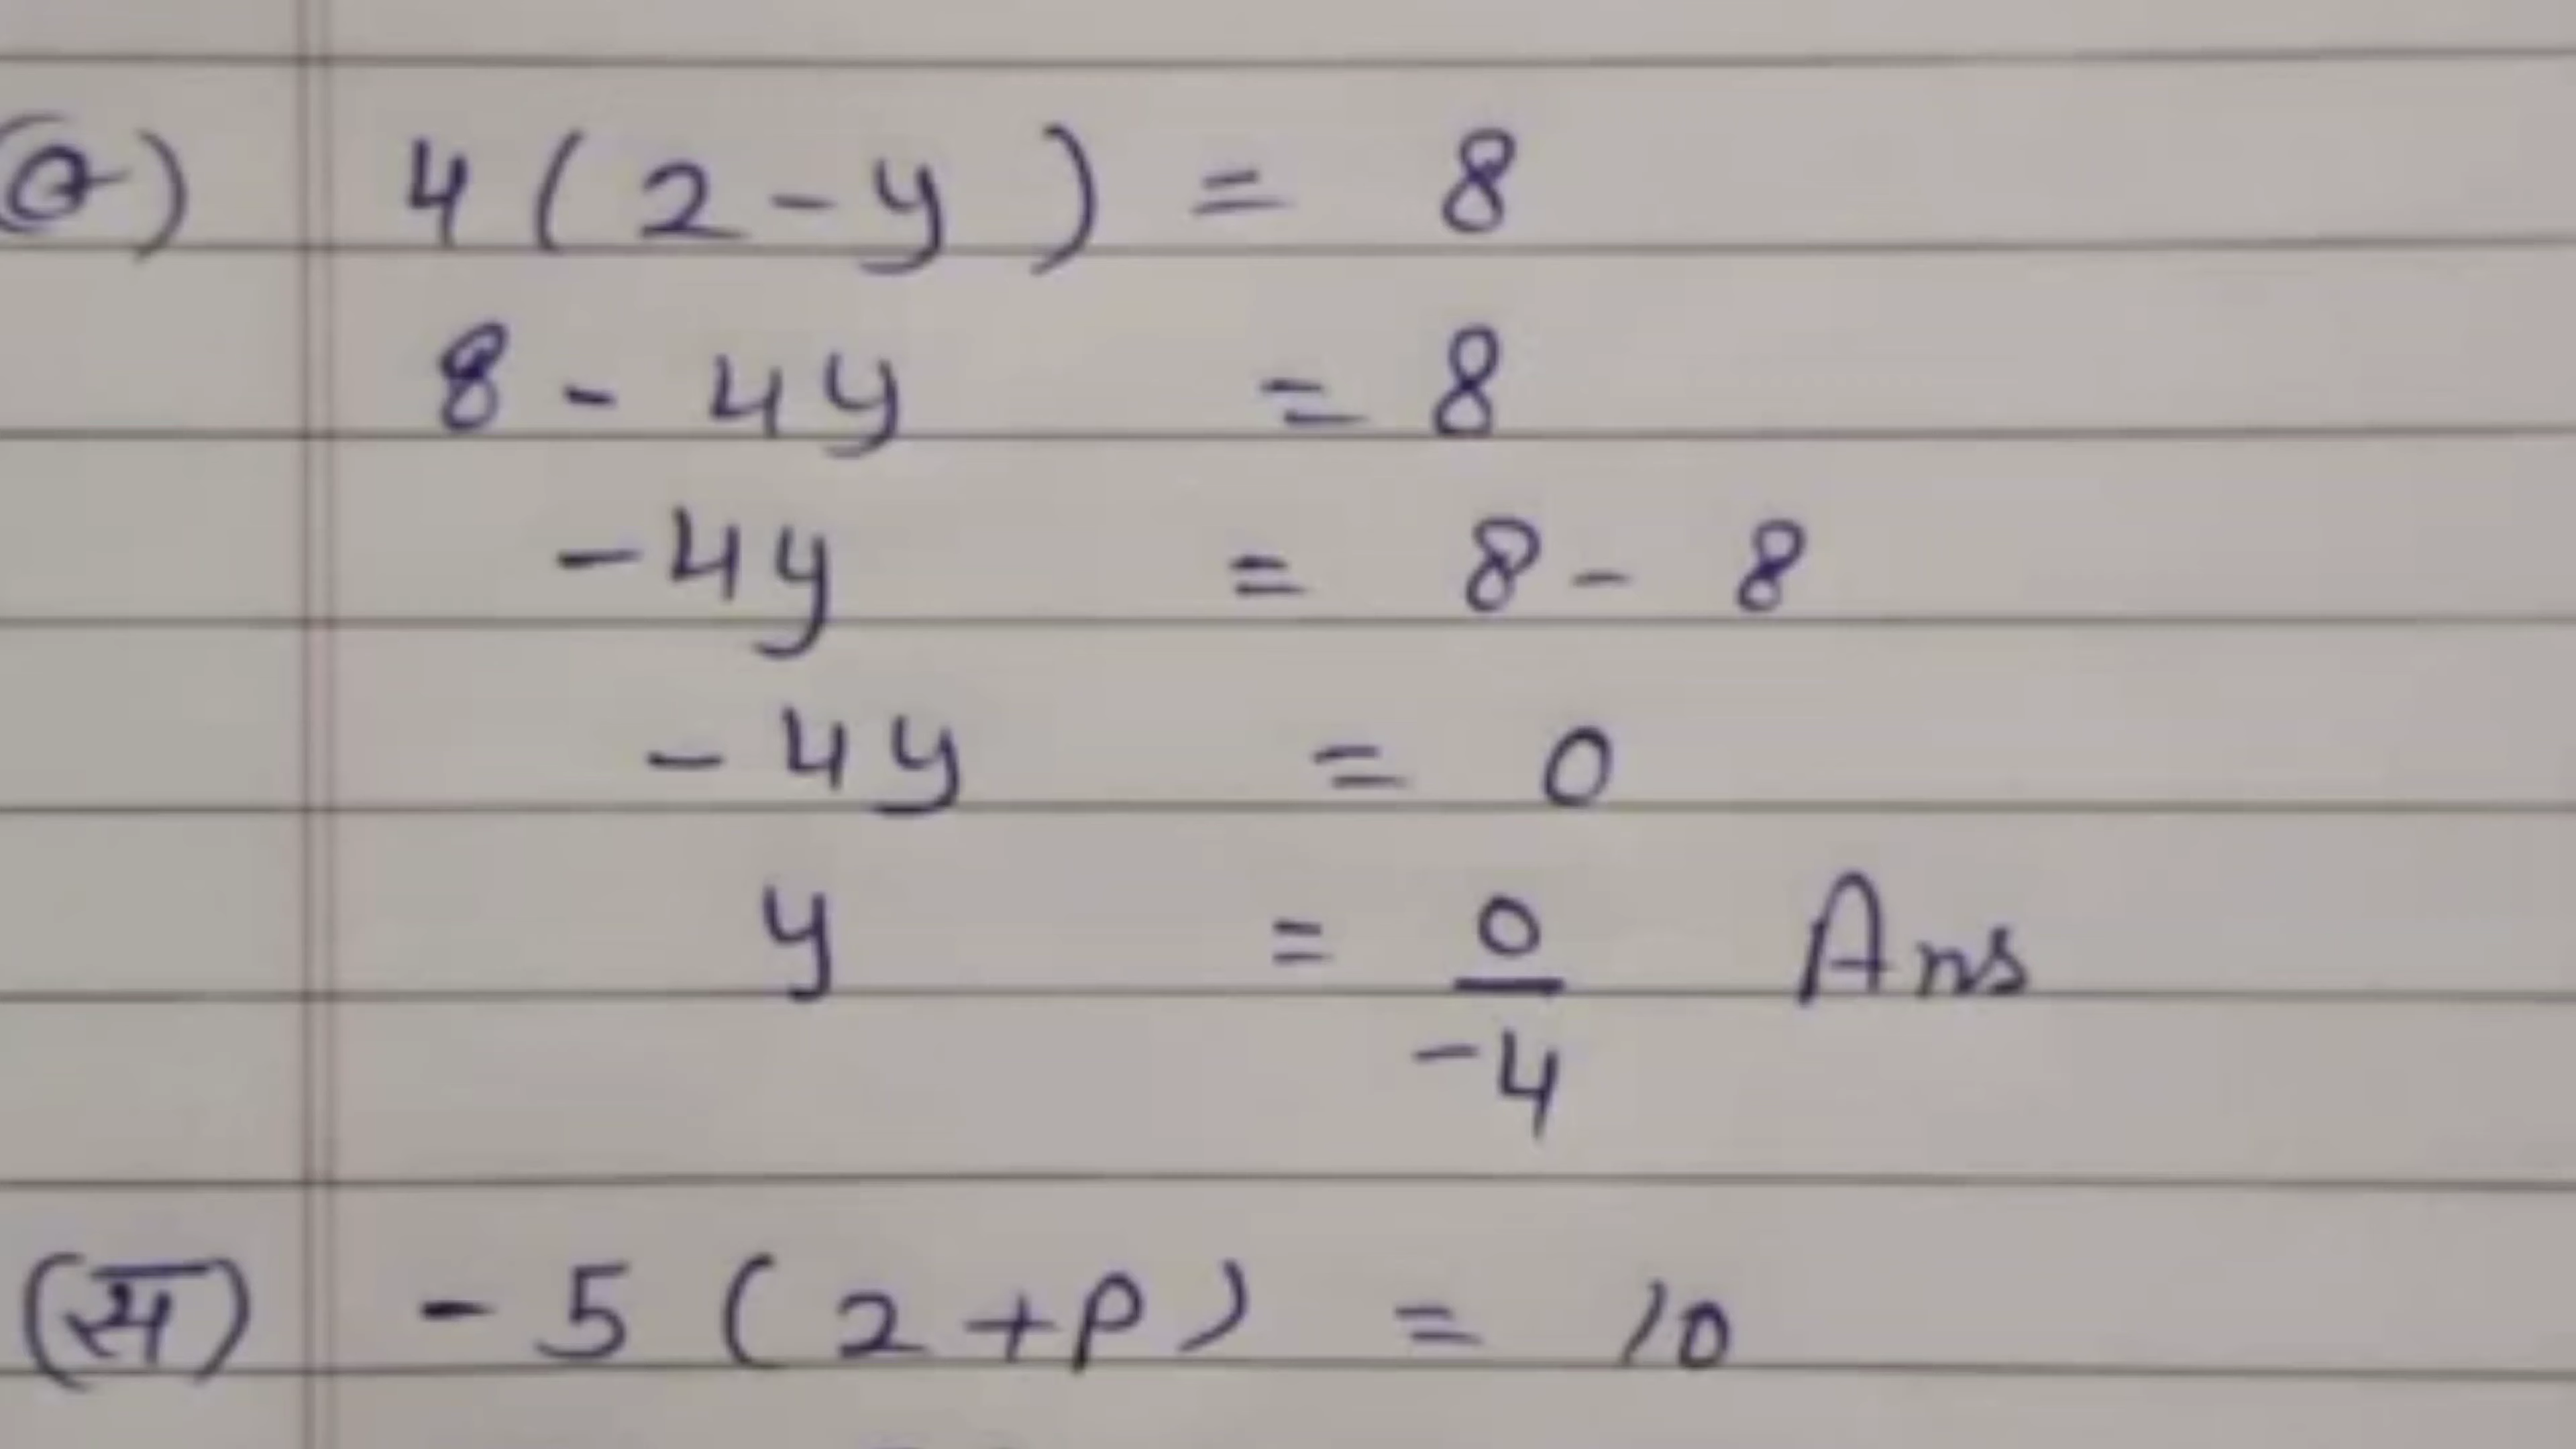 (a) 4 ( 2 - y ) = 8
8 - 4y = 8
- 4y = 8 - 8
- 4y = 0
y = 0/-4 Ans
(स) - 5 ( 2 + p ) = 10